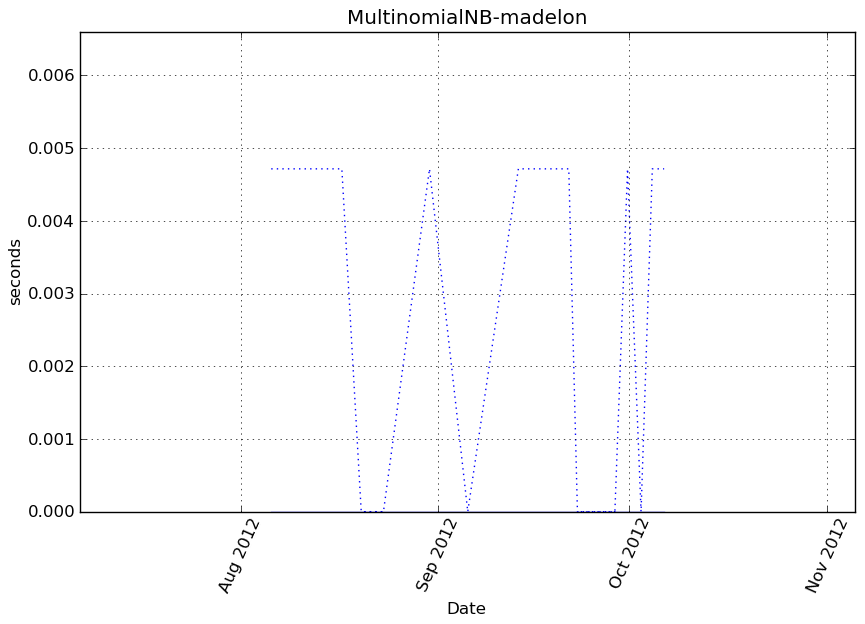 MultinomialNB-madelon
0.006
0.005
0.004
0.003
0.002
0.001
0.000
seconds
Aug 2012
Sep 2012
Oct 2012
Nov 2012
Date